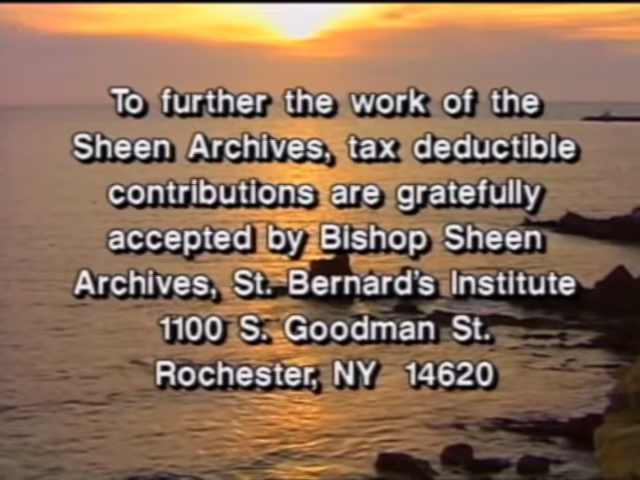 To further the work of the
Sheen Archives, tax deductible
contributions are gratefully
accepted by Bishop Sheen
Archives, St. Bernard's Institute
1100 S. Goodman St.
Rochester, NY 14620